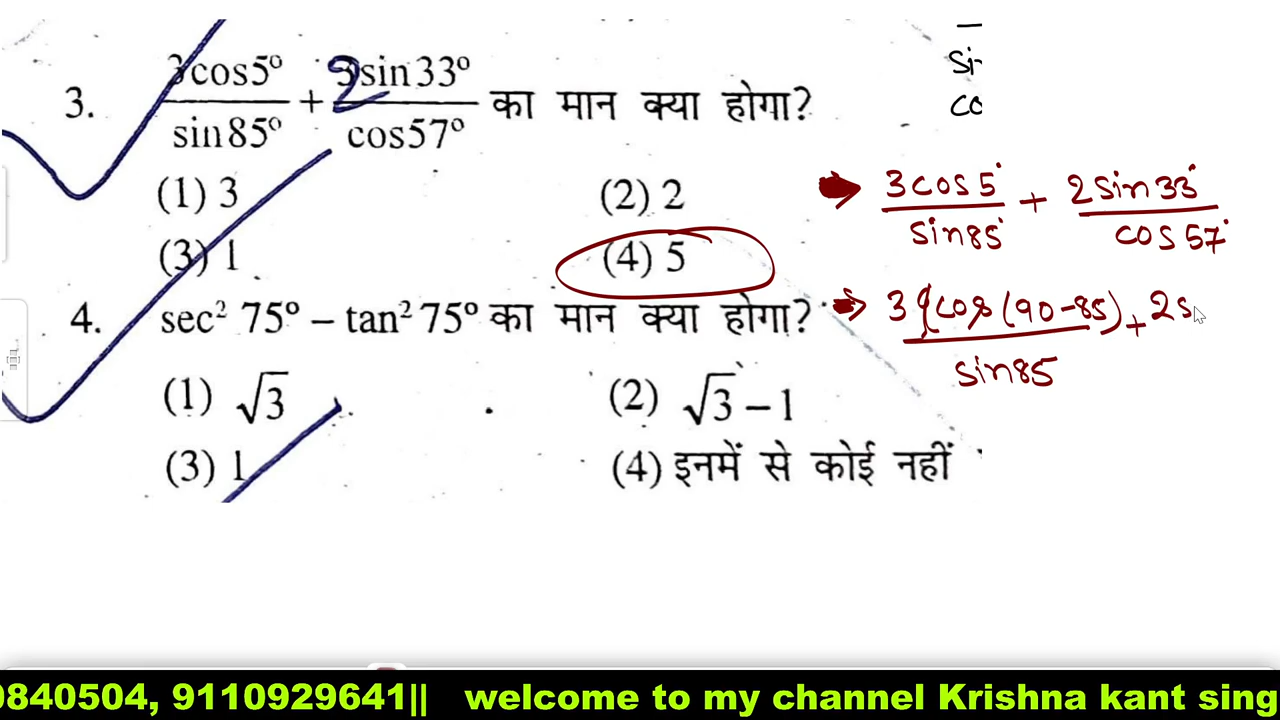 3. 3cos5° / sin85° + 2sin33° / cos57° का मान क्या होगा?
(1) 3 (2) 2
(3) 1 (4) 5
4. sec² 75° – tan² 75° का मान क्या होगा?
(1) √3 (2) √3 – 1
(3) 1 (4) इनमें से कोई नहीं
3cos5° / sin85° + 2sin33° / cos57°
3{cos(90-85) / sin85 + 2s
840504, 9110929641|| welcome to my channel Krishna kant sing